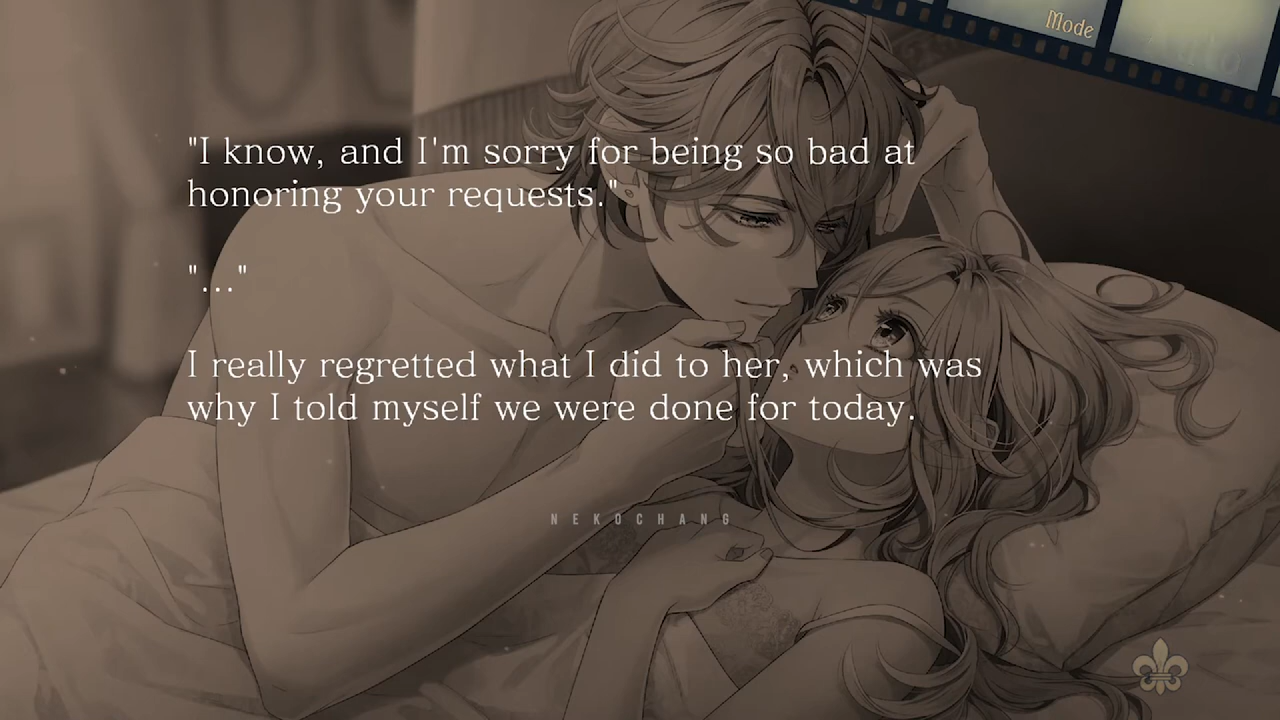 Mode
Auto
"I know, and I'm sorry for being so bad at
honoring your requests."
"..."
I really regretted what I did to her, which was
why I told myself we were done for today.
NEKOCHANG